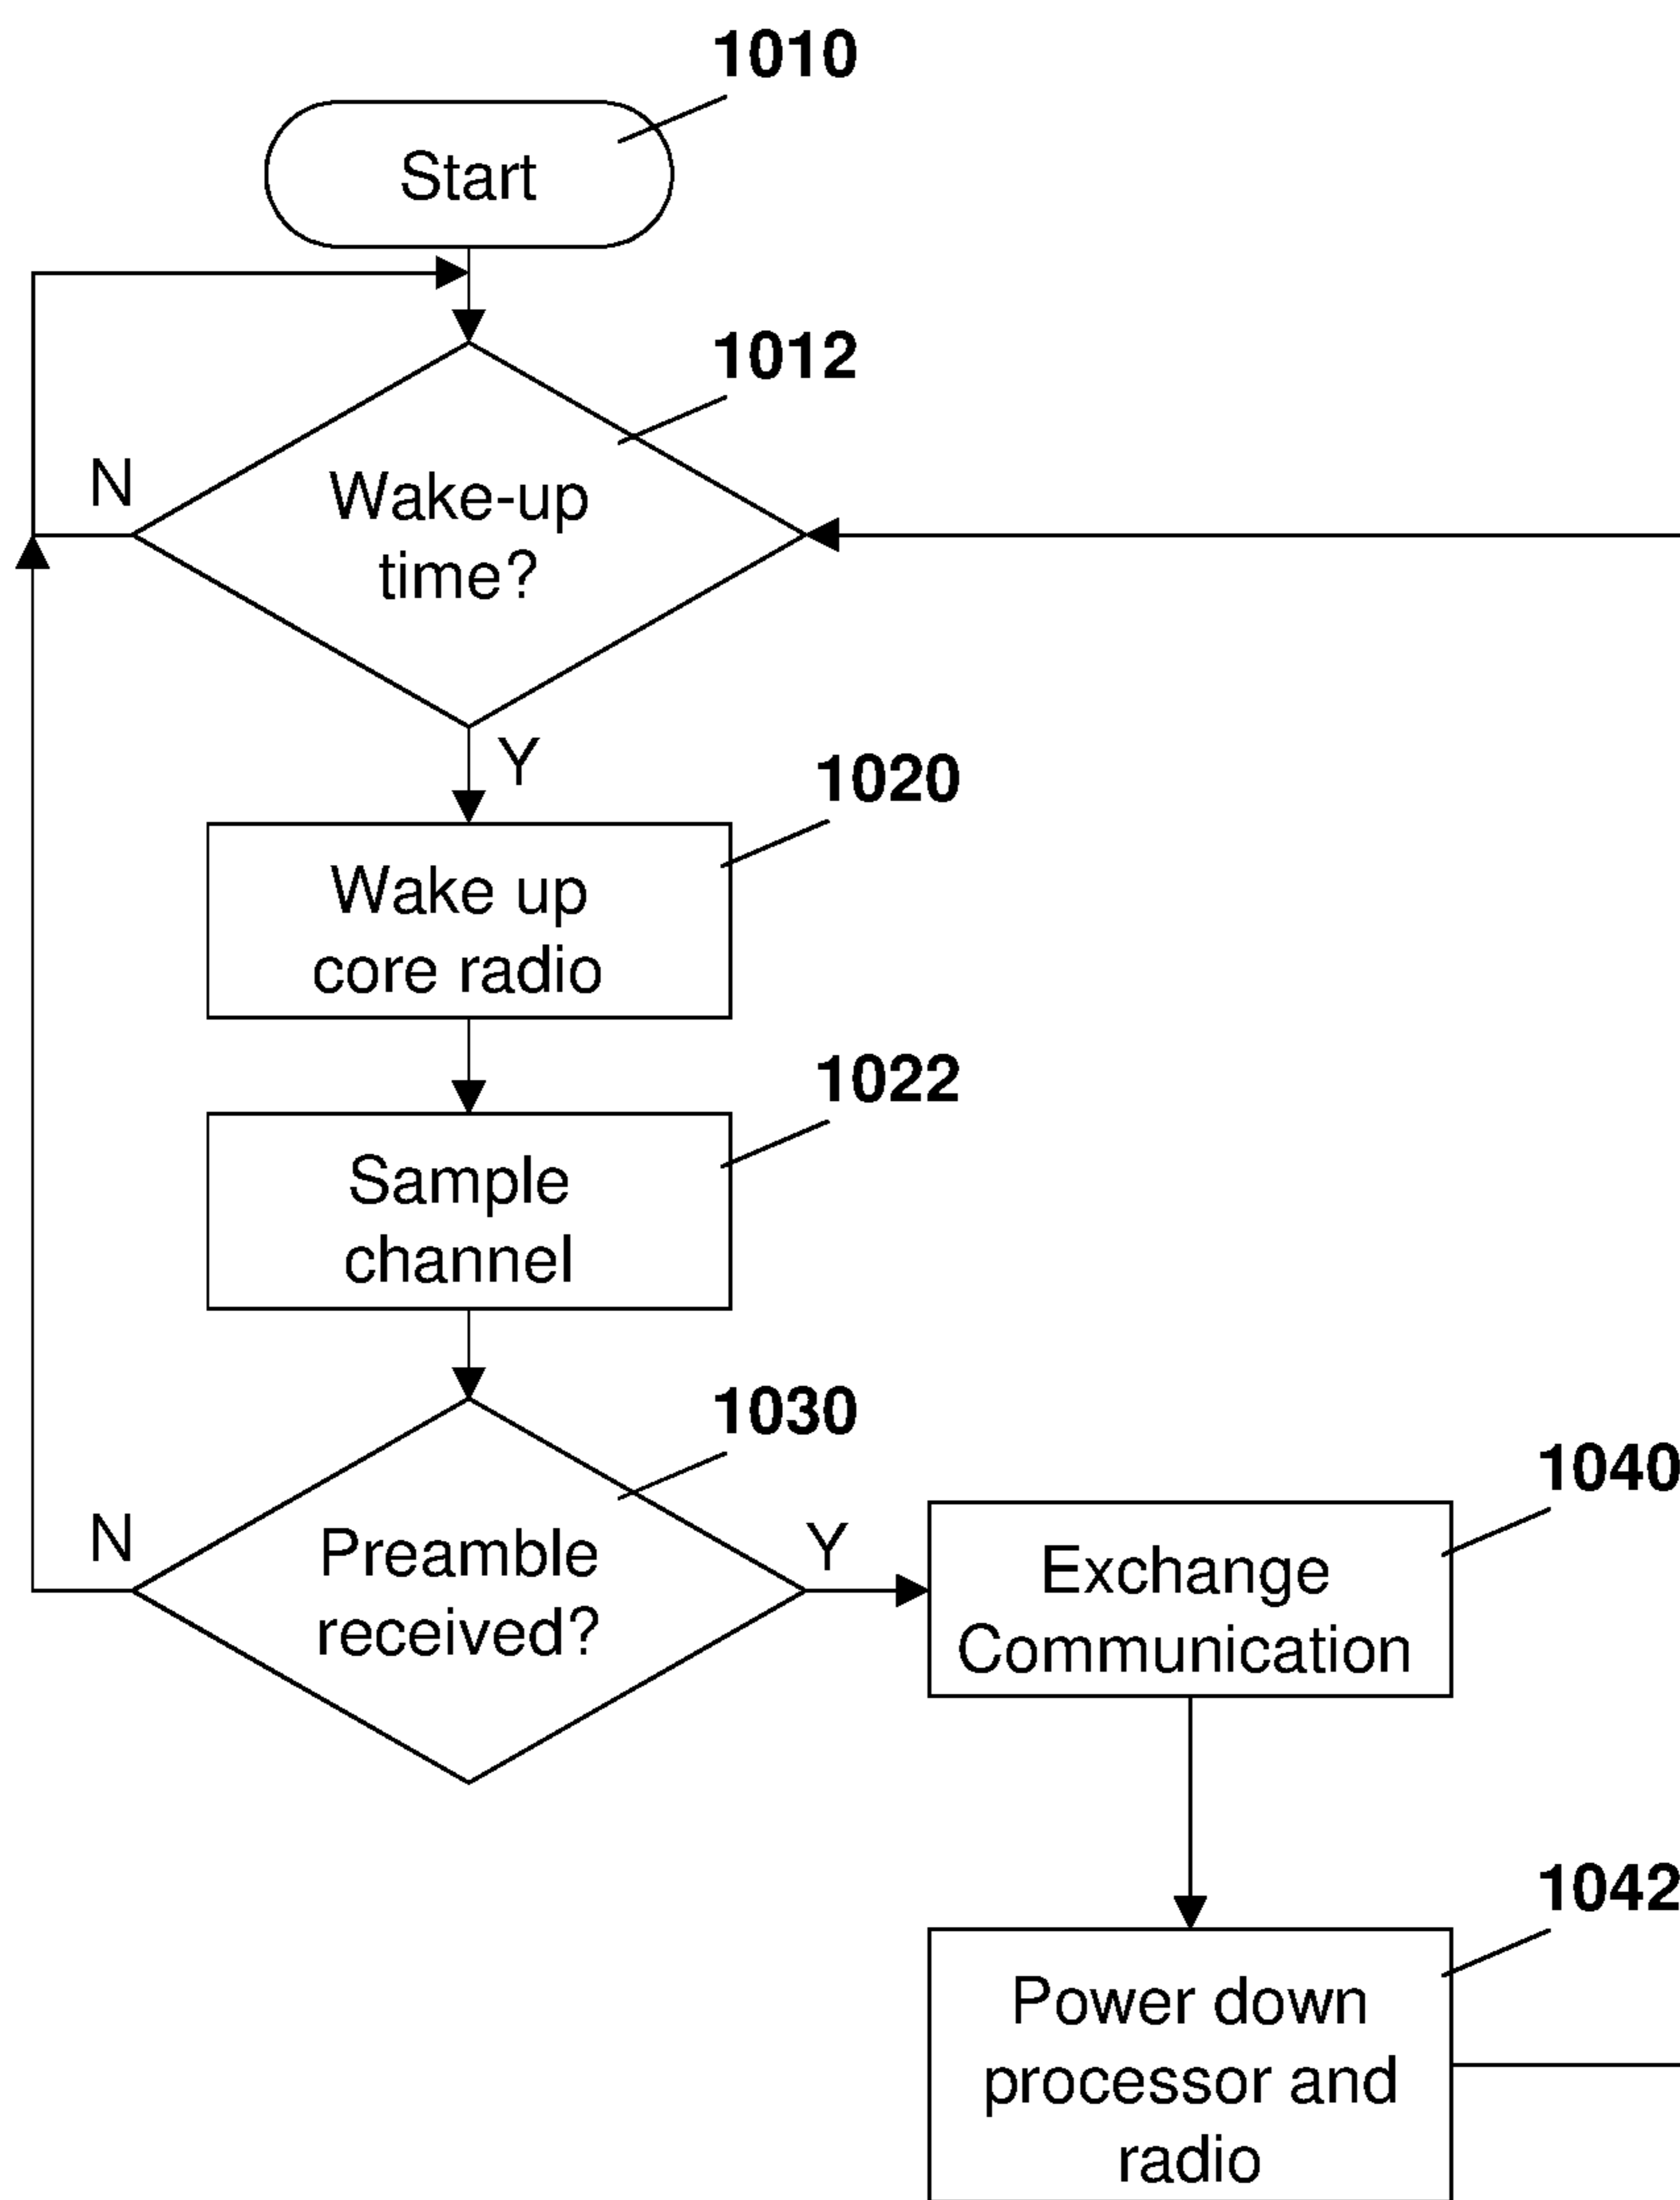 1010
Start
1012
Wake-up
time?
N
Y
1020
Wake up
core radio
1022
Sample
channel
1030
Preamble
received?
N
Y
1040
Exchange
Communication
1042
Power down
processor and
radio